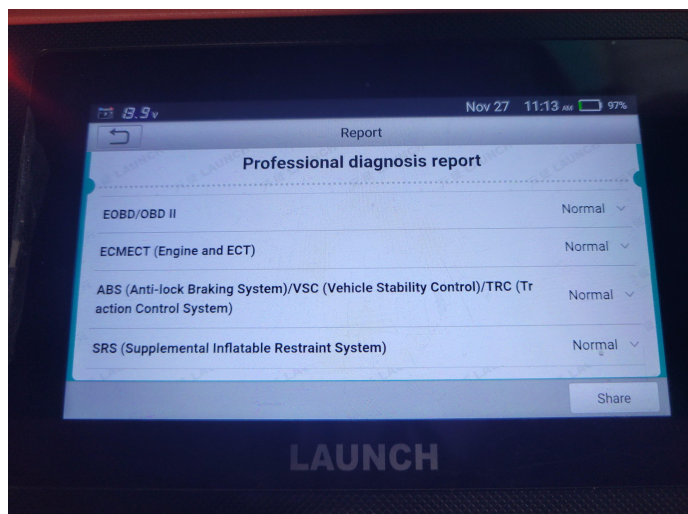 13.9v Nov 27 11:13 AM 97%
Report
Professional diagnosis report
EOBD/OBD II Normal
ECMECT (Engine and ECT) Normal
ABS (Anti-lock Braking System)/VSC (Vehicle Stability Control)/TRC (Tr
action Control System) Normal
SRS (Supplemental Inflatable Restraint System) Normal
Share
LAUNCH